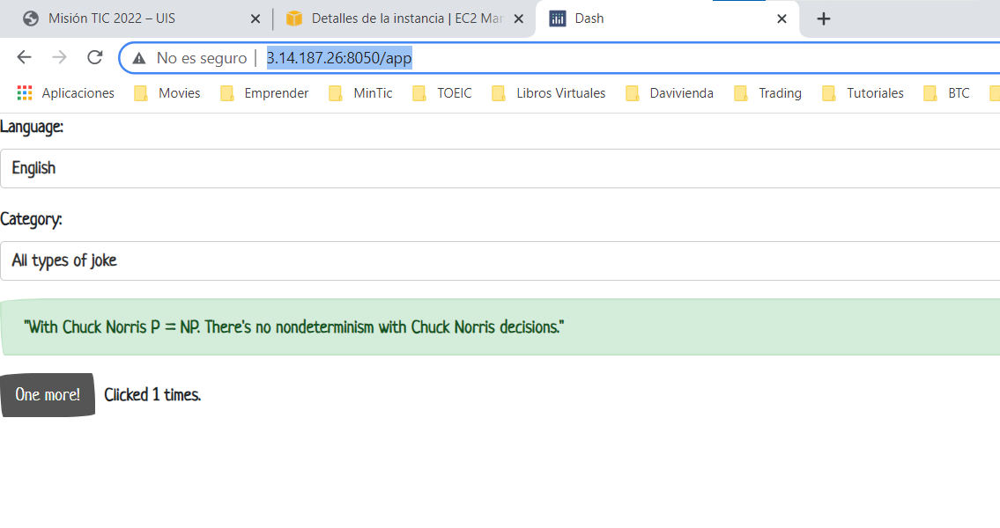 Misión TIC 2022 – UIS
Detalles de la instancia | EC2 Man
Dash
No es seguro | 3.14.187.26:8050/app
Aplicaciones Movies Emprender MinTic TOEIC Libros Virtuales Davivienda Trading Tutoriales BTC
Language:
English
Category:
All types of joke
"With Chuck Norris P = NP. There's no nondeterminism with Chuck Norris decisions."
One more! Clicked 1 times.